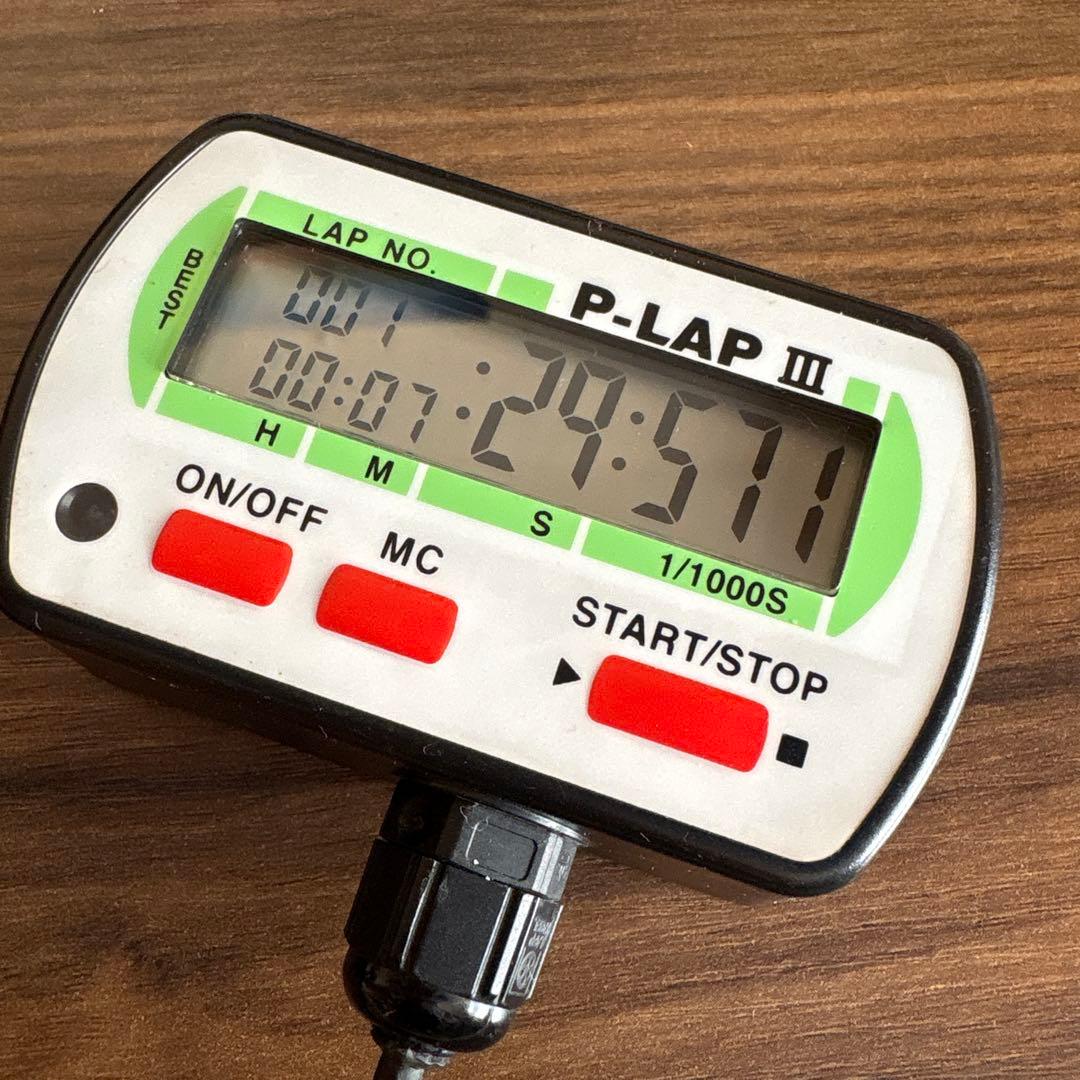 LAP NO.
BEST
P-LAP III
001
00:07:29:571
H M S 1/1000S
ON/OFF
MC
START/STOP